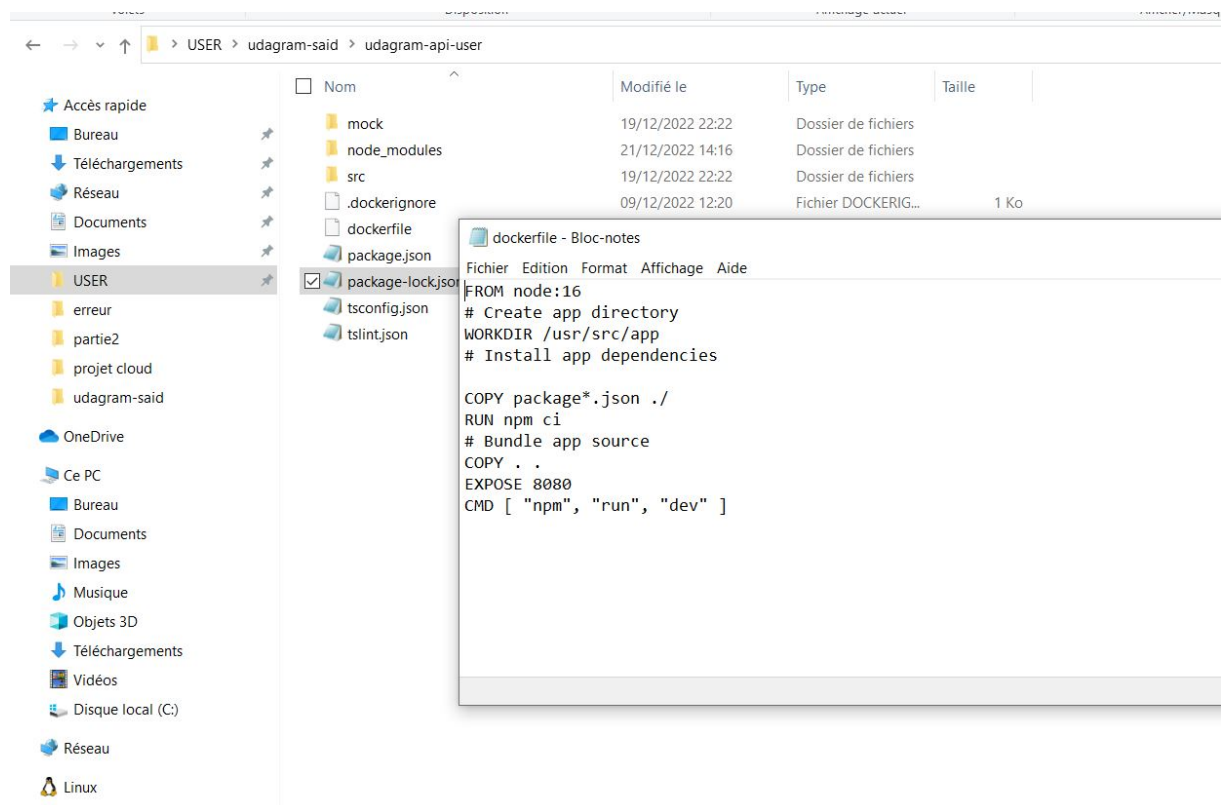 Volets Disposition Affichage actuel
USER > udagram-said > udagram-api-user
Nom Modifié le Type Taille
Accès rapide
Bureau
Téléchargements
Réseau
Documents
Images
USER
erreur
partie2
projet cloud
udagram-said
OneDrive
Ce PC
Bureau
Documents
Images
Musique
Objets 3D
Téléchargements
Vidéos
Disque local (C:)
Réseau
Linux
mock 19/12/2022 22:22 Dossier de fichiers
node_modules 21/12/2022 14:16 Dossier de fichiers
src 19/12/2022 22:22 Dossier de fichiers
.dockerignore 09/12/2022 12:20 Fichier DOCKERIG... 1 Ko
dockerfile
package.json
package-lock.json
tsconfig.json
tslint.json
dockerfile - Bloc-notes
Fichier Edition Format Affichage Aide
FROM node:16
# Create app directory
WORKDIR /usr/src/app
# Install app dependencies
COPY package*.json ./
RUN npm ci
# Bundle app source
COPY . .
EXPOSE 8080
CMD [ "npm", "run", "dev" ]